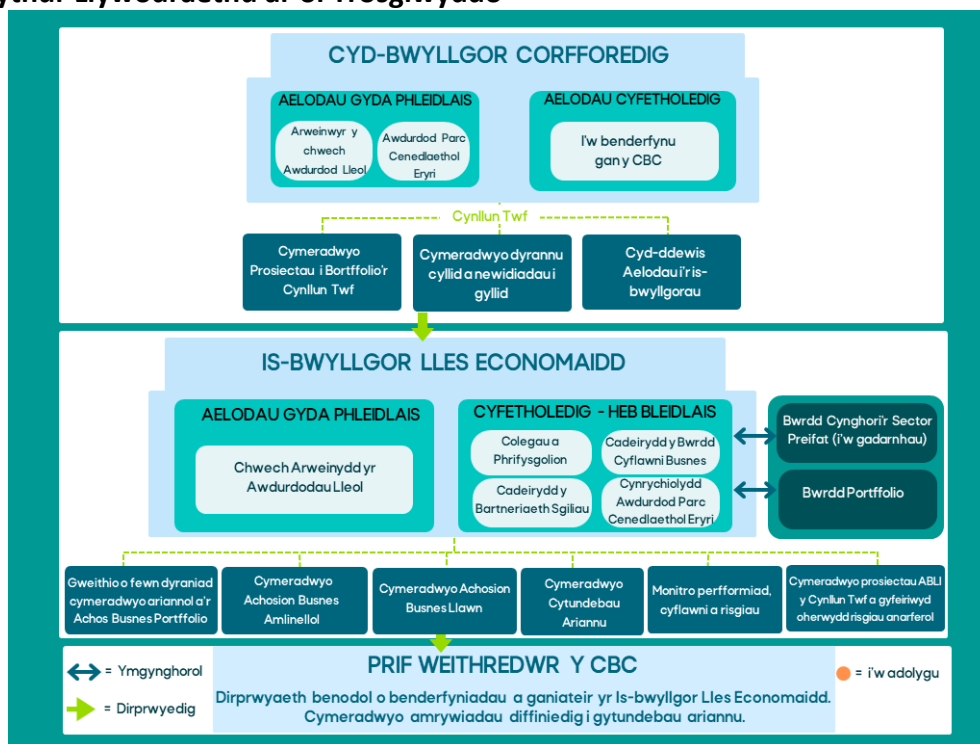 CYD-BWYLLGOR CORFFOREDIG
AELODAU GYDA PHLEIDLAIS
Arweinwyr y
chwech
Awdurdod Lleol
Awdurdod Parc
Cenedlaethol
Eryri
AELODAU CYFETHOLEDIG
I'w benderfynu
gan y CBC
Cynllun Twf
Cymeradwyo
Prosiectau i Bortffolio'r
Cynllun Twf
Cymeradwyo dyrannu
cyllid a newidiadau i
gyllid
Cyd-ddewis
Aelodau i'r is-
bwyllgorau
IS-BWYLLGOR LLES ECONOMAIDD
AELODAU GYDA PHLEIDLAIS
Chwech Arweinydd yr
Awdurdodau Lleol
CYFETHOLEDIG - HEB BLEIDLAIS
Colegau a
Phrifysgolion
Cadeirydd y Bwrdd
Cyflawni Busnes
Cadeirydd y
Bartneriaeth Sgiliau
Cynrychiolydd
Awdurdod Parc
Cenedlaethol Eryri
Bwrdd Cynghori'r Sector
Preifat (i'w gadarnhau)
Bwrdd Portffolio
Gweithio o fewn dyraniad
cymeradwyo ariannol a'r
Achos Busnes Portffolio
Cymeradwyo
Achosion Busnes
Amlinellol
Cymeradwyo Achosion
Busnes Llawn
Cymeradwyo
Cytundebau
Ariannu
Monitro perfformiad,
cyflawni a risgiau
Cymeradwyo prosiectau ABLl
y Cynllun Twf a gyfeiriwyd
oherwydd risgiau anarferol
= Ymgynghorol
= Dirprwyedig
PRIF WEITHREDWR Y CBC
Dirprwyaeth benodol o benderfyniadau a ganiateir yr Is-bwyllgor Lles Economaidd.
Cymeradwyo amrywiadau diffiniedig i gytundebau ariannu.
= i'w adolygu